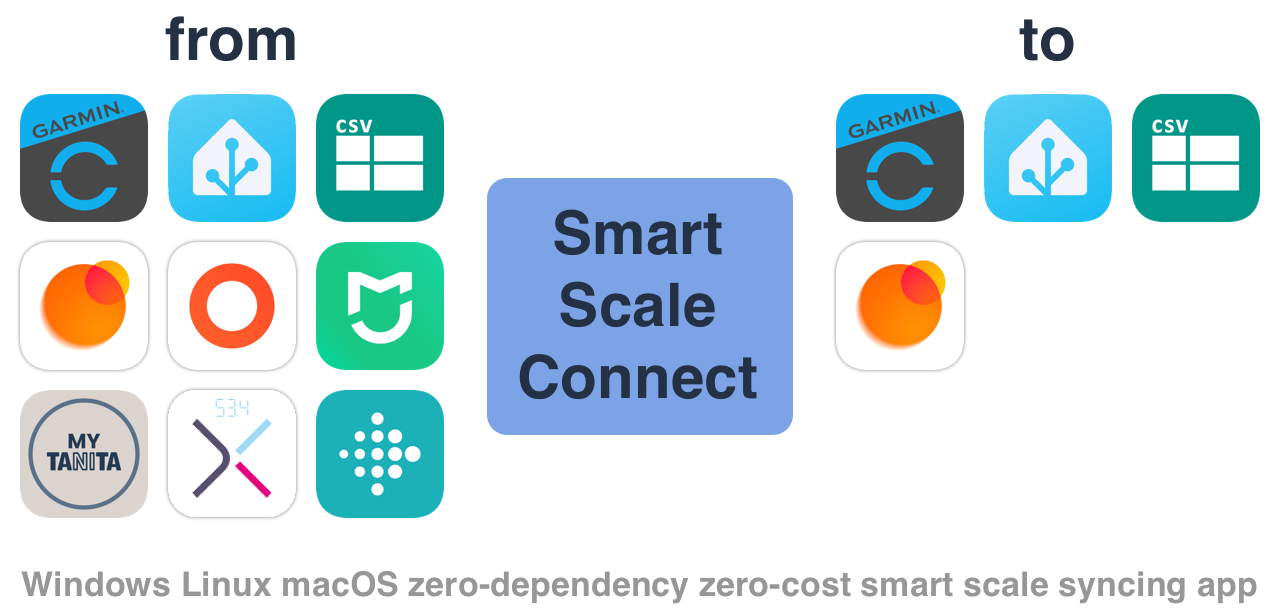 from
to
GARMIN.
CSV
GARMIN.
CSV
Smart
Scale
Connect
MY
TANITA
53.4
Windows Linux macOS zero-dependency zero-cost smart scale syncing app